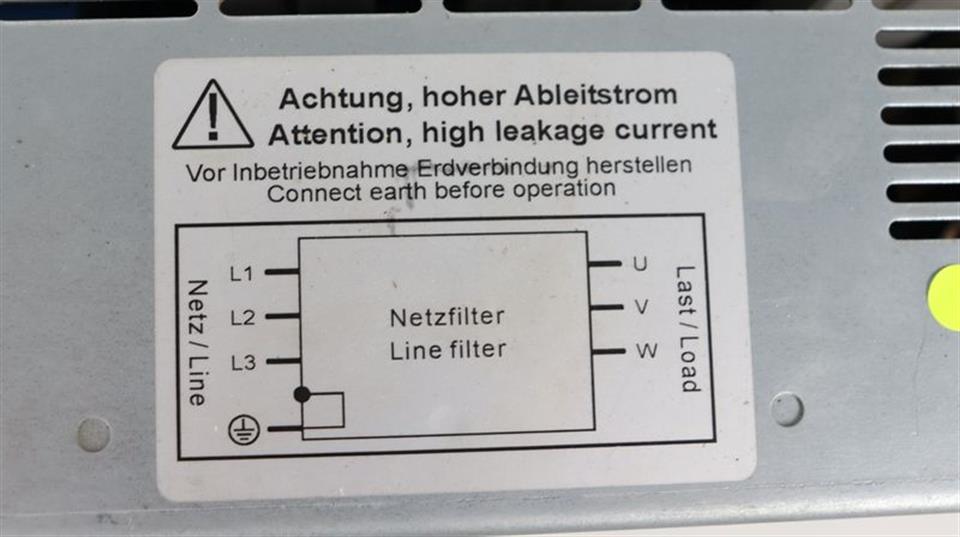 Achtung, hoher Ableitstrom
Attention, high leakage current
Vor Inbetriebnahme Erdverbindung herstellen
Connect earth before operation
Netz / Line
L1
L2
L3
Netzfilter
Line filter
U
V
W
Last / Load